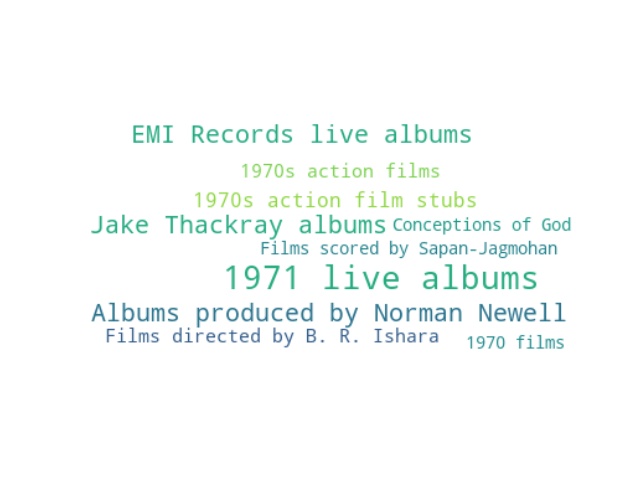 EMI Records live albums
1970s action films
1970s action film stubs
Jake Thackray albums Conceptions of God
Films scored by Sapan-Jagmohan
1971 live albums
Albums produced by Norman Newell
Films directed by B. R. Ishara 1970 films